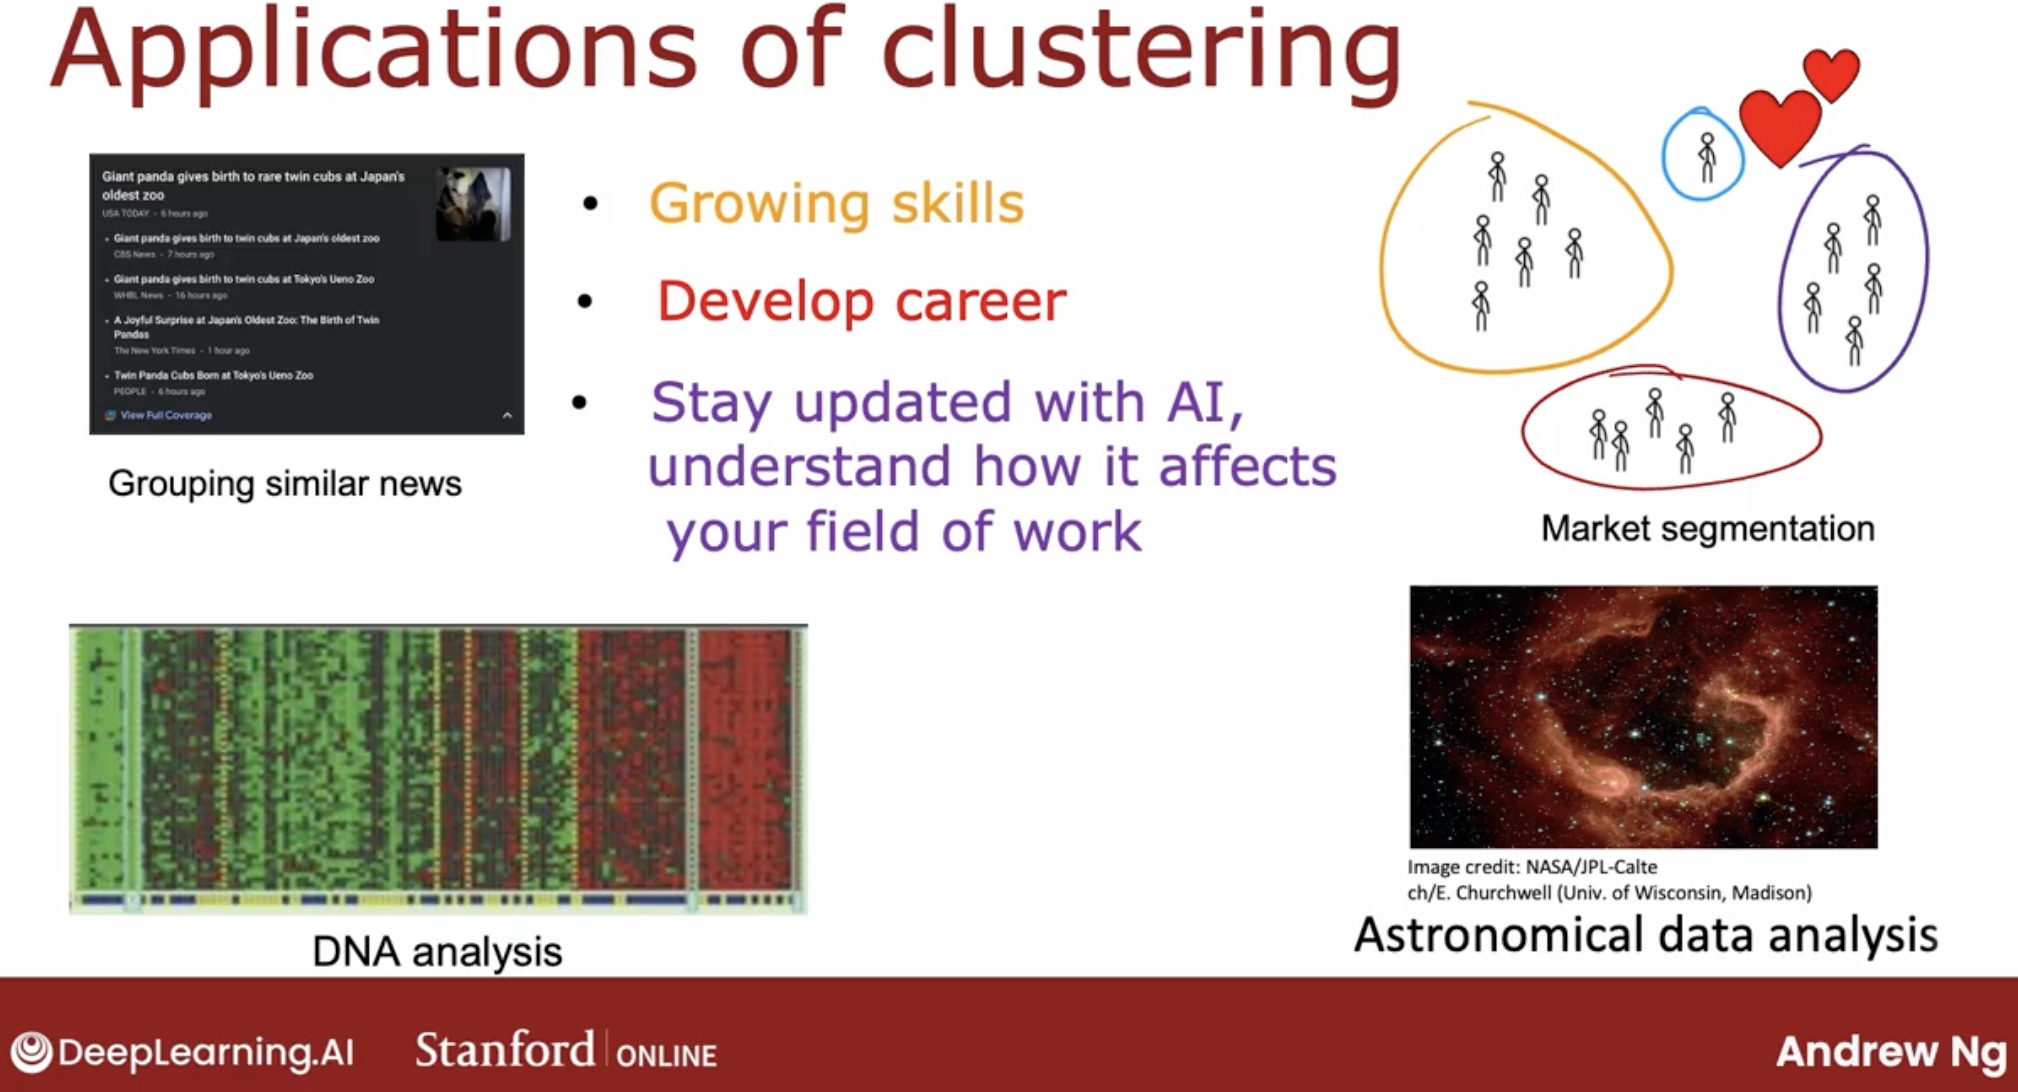 Applications of clustering
Giant panda gives birth to rare twin cubs at Japan's
oldest zoo
USA TODAY · 6 hours ago
• Giant panda gives birth to twin cubs at Japan's oldest zoo
CBS News · 7 hours ago
• Giant panda gives birth to twin cubs at Tokyo's Ueno Zoo
WHBL News · 16 hours ago
• A Joyful Surprise at Japan's Oldest Zoo: The Birth of Twin
Pandas
The New York Times · 1 hour ago
• Twin Panda Cubs Born at Tokyo's Ueno Zoo
PEOPLE · 6 hours ago
View Full Coverage
Grouping similar news
• Growing skills
• Develop career
• Stay updated with AI,
understand how it affects
your field of work
Market segmentation
DNA analysis
Image credit: NASA/JPL-Calte
ch/E. Churchwell (Univ. of Wisconsin, Madison)
Astronomical data analysis
DeepLearning.AI
Stanford | ONLINE
Andrew Ng